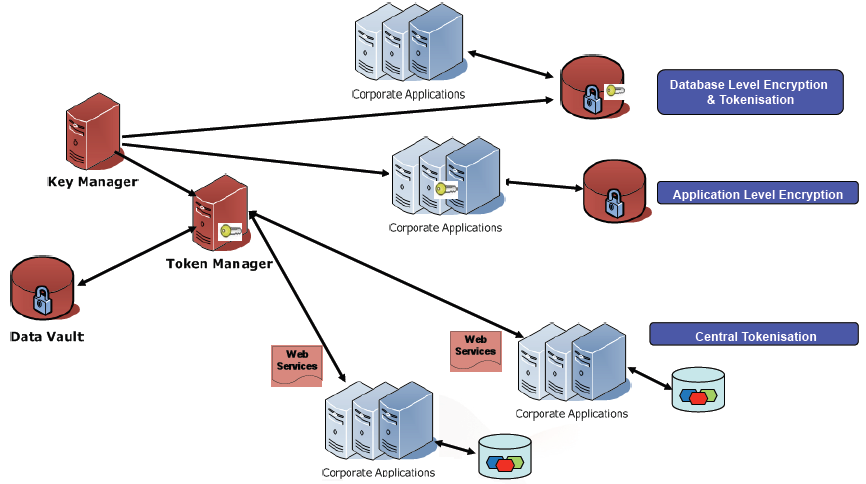 Corporate Applications
Database Level Encryption
& Tokenisation
Key Manager
Application Level Encryption
Corporate Applications
Token Manager
Data Vault
Web
Services
Web
Services
Central Tokenisation
Corporate Applications
Corporate Applications